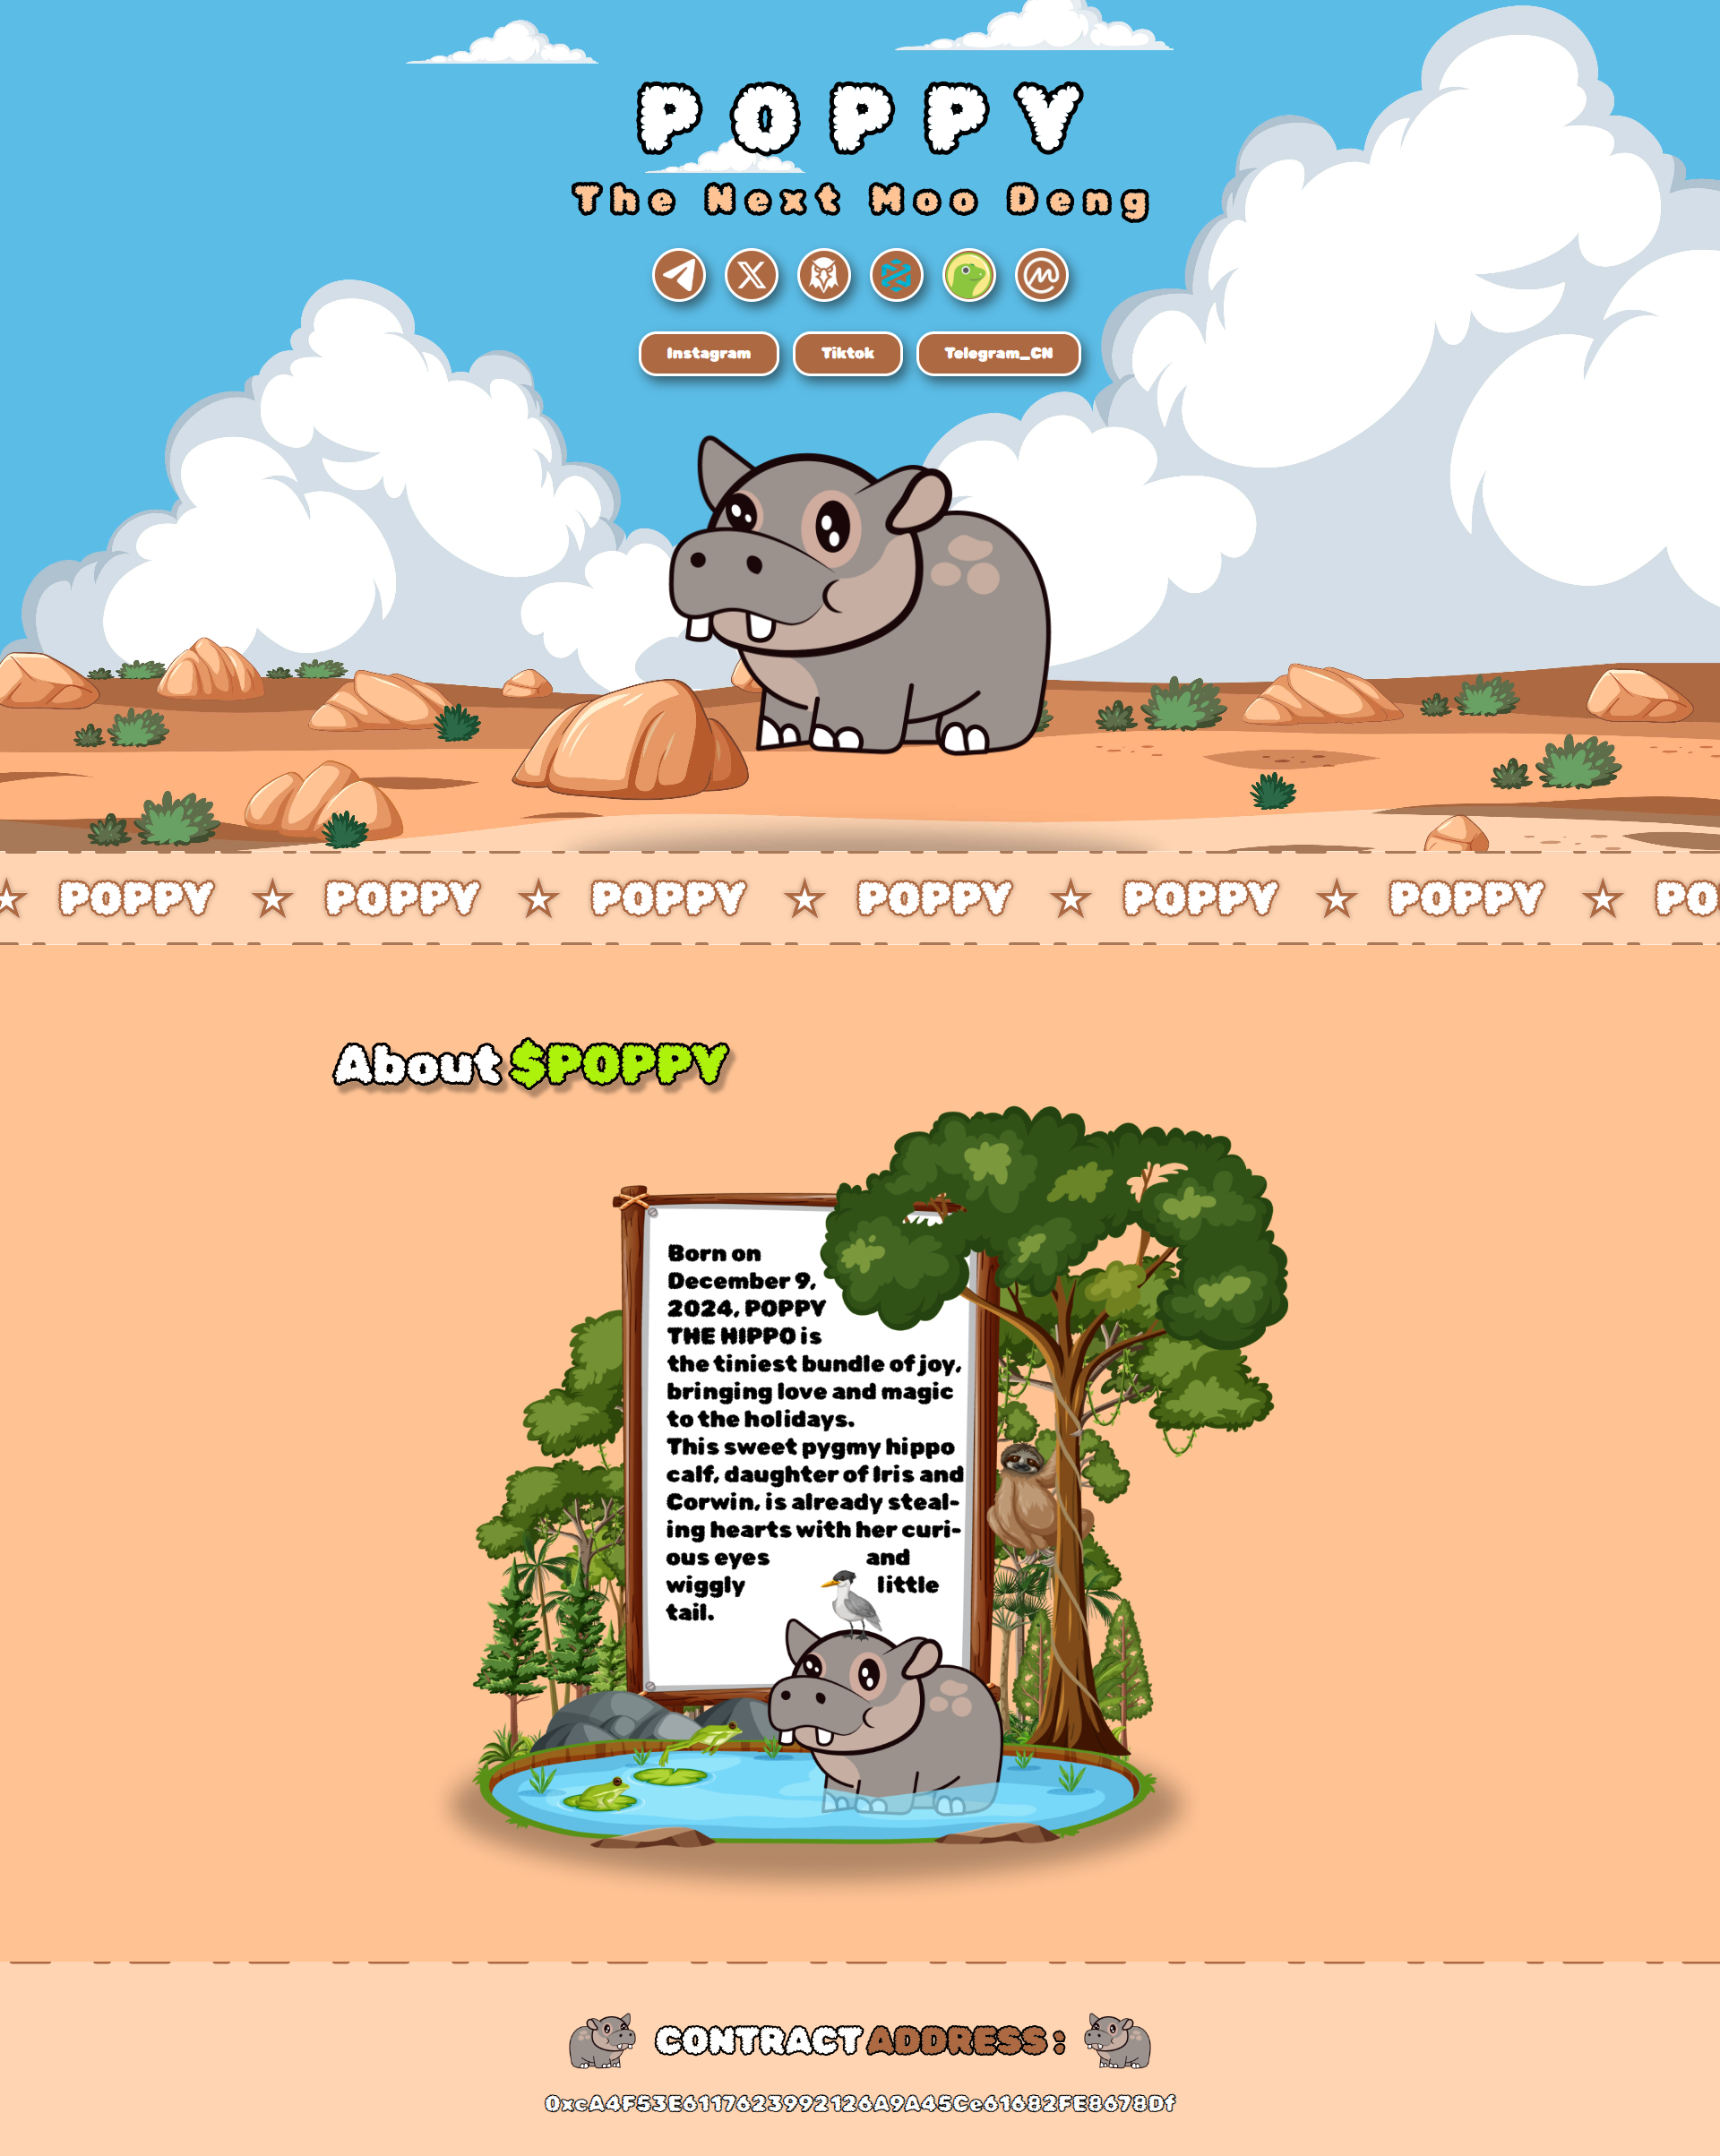 POPPY
The Next Moo Deng
Instagram Tiktok Telegram_CN
POPPY POPPY POPPY POPPY POPPY POPPY PO
About $POPPY
Born on
December 9,
2024, POPPY
THE HIPPO is
the tiniest bundle of joy,
bringing love and magic
to the holidays.
This sweet pygmy hippo
calf, daughter of Iris and
Corwin, is already steal-
ing hearts with her curi-
ous eyes and
wiggly little
tail.
CONTRACT ADDRESS:
0xcA4F53E6117623992126A9A45Ce61682FE8678Df